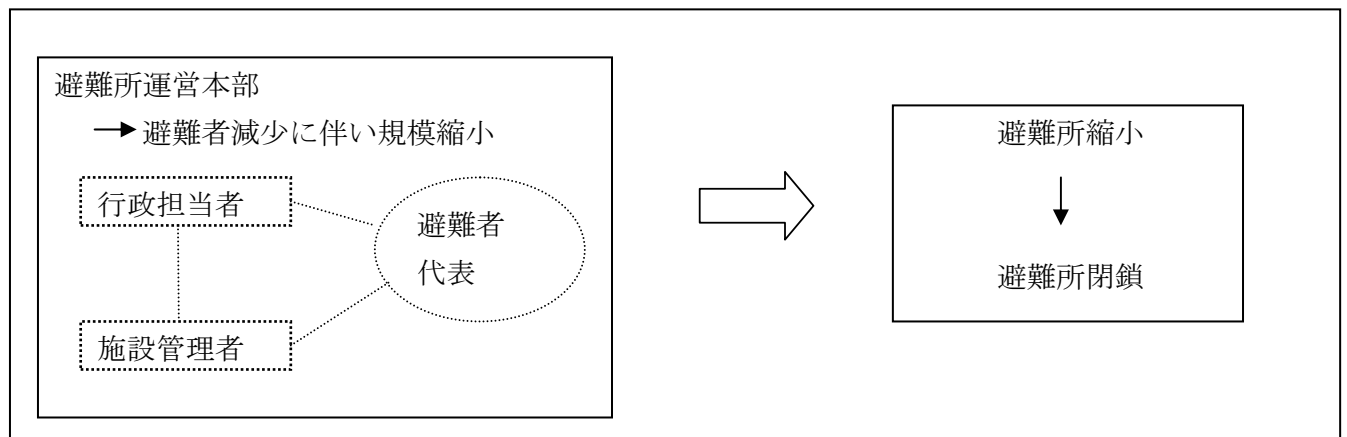 避難所運営本部
→避難者減少に伴い規模縮小
行政担当者
避難者
代表
施設管理者
避難所縮小
避難所閉鎖